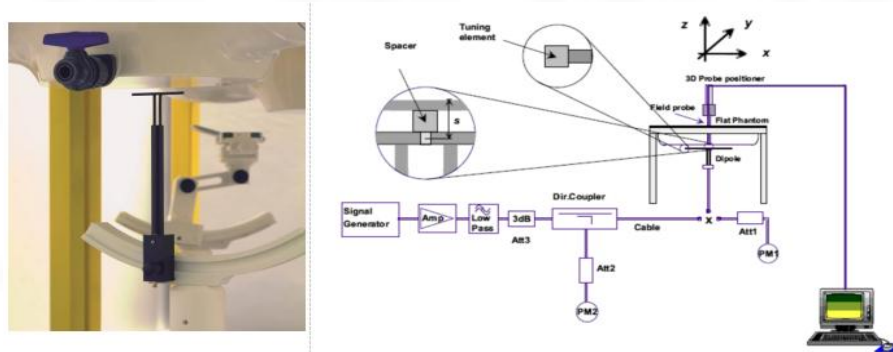 Tuning
element
Spacer
s
z
y
x
3D Probe positioner
Field probe
Flat Phantom
Dipole
Signal
Generator
Amp
Low
Pass
3dB
Att3
Dir.Coupler
Cable
x
Att1
PM1
Att2
PM2